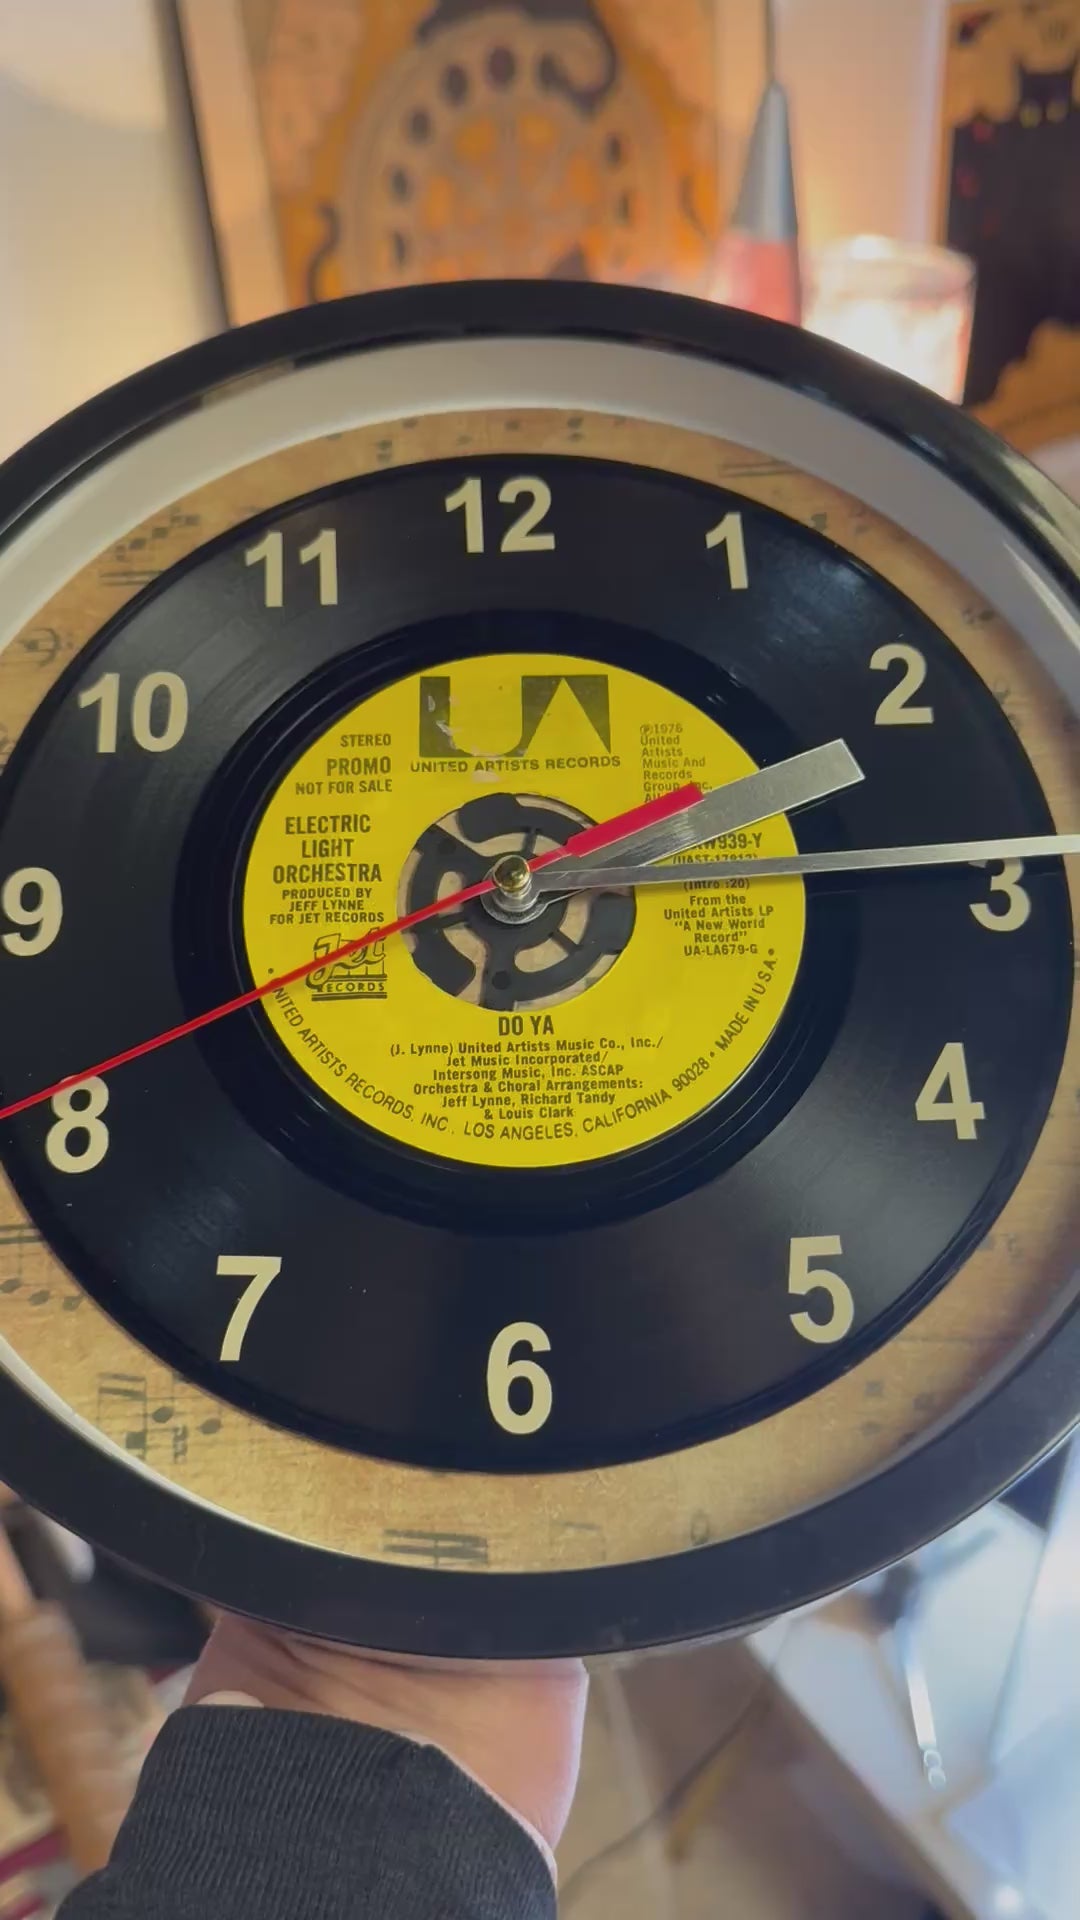 12
11
1
10
2
9
3
8
4
7
5
6
UA
UNITED ARTISTS RECORDS
STEREO
PROMO
NOT FOR SALE
ELECTRIC
LIGHT
ORCHESTRA
PRODUCED BY
JEFF LYNNE
FOR JET RECORDS
Jet
RECORDS
℗1976
United
Artists
Music And
Records
Group, Inc.
W939-Y
(Intro :20)
From the
United Artists LP
"A New World
Record"
UA-LA679-G
DO YA
(J. Lynne) United Artists Music Co., Inc./
Jet Music Incorporated/
Intersong Music, Inc. ASCAP
Orchestra & Choral Arrangements:
Jeff Lynne, Richard Tandy
& Louis Clark
• UNITED ARTISTS RECORDS, INC., LOS ANGELES, CALIFORNIA 90028 • MADE IN U.S.A. •